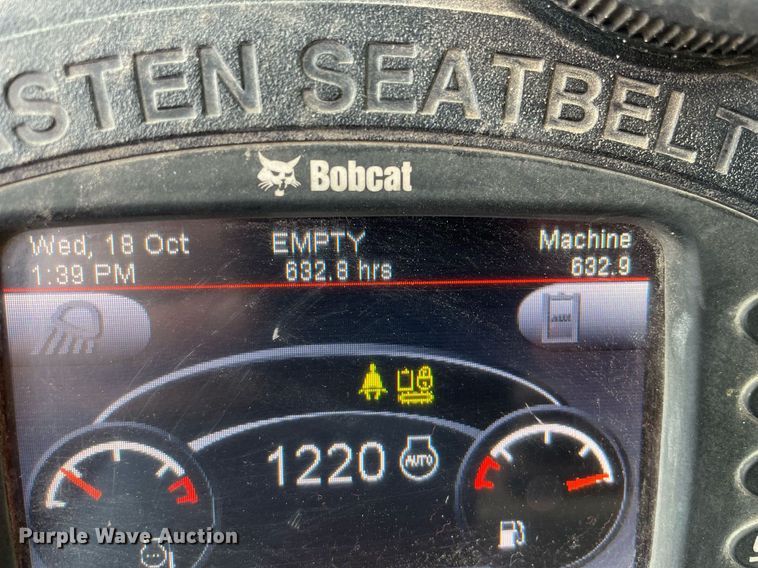 ASTEN SEATBELT
Bobcat
Wed, 18 Oct
EMPTY
Machine
1:39 PM
632.8 hrs
632.9
1220
AUTO
Purple Wave Auction